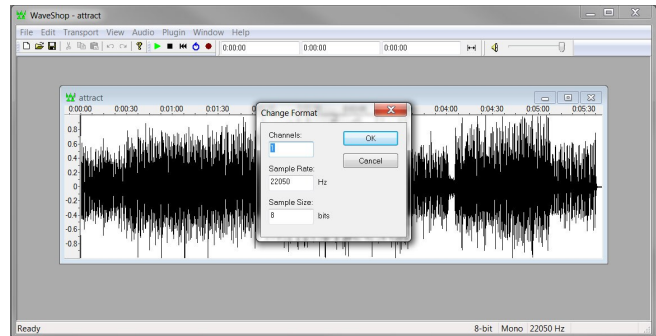 WaveShop - attract
File Edit Transport View Audio Plugin Window Help
0:00:00 0:00:00 0:00:00
attract
0:00:00 0:00:30 0:01:00 0:01:30 0:04:00 0:04:30 0:05:00 0:05:30
Change Format
0.8
Channels:
OK
0.6
1
0.4
Cancel
0.2
Sample Rate:
0
22050 Hz
-0.2
Sample Size:
-0.4
8 bits
-0.6
-0.8
Ready 8-bit Mono 22050 Hz